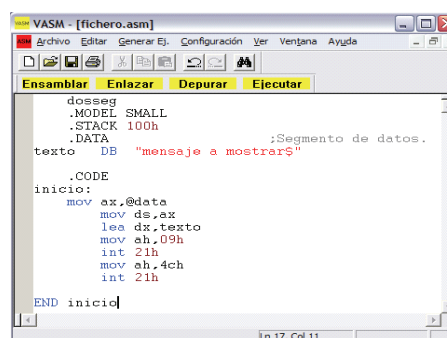 VASM - [fichero.asm]
Archivo Editar Generar Ej. Configuración Ver Ventana Ayuda
Ensamblar Enlazar Depurar Ejecutar
dosseg
.MODEL SMALL
.STACK 100h
.DATA ;Segmento de datos.
texto DB "mensaje a mostrar$"
.CODE
inicio:
mov ax,@data
mov ds,ax
lea dx,texto
mov ah,09h
int 21h
mov ah,4ch
int 21h
END inicio
Ln 17, Col 11